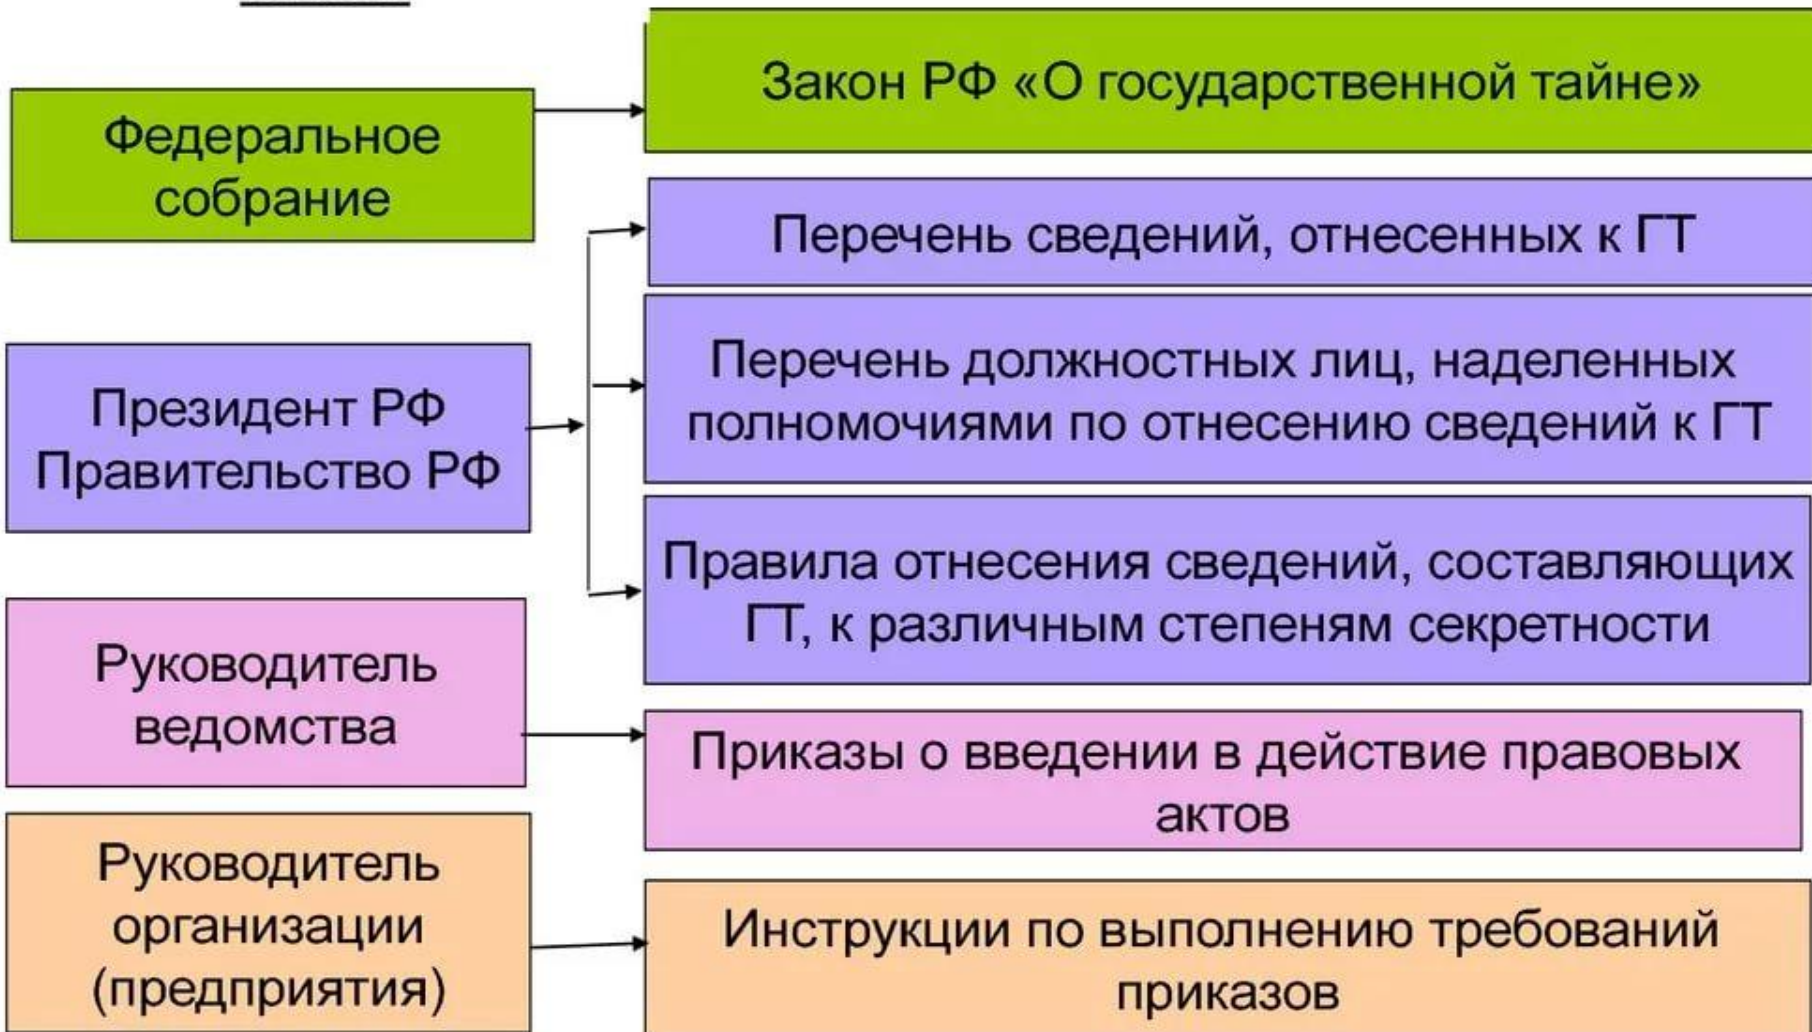 Федеральное
собрание
Закон РФ «О государственной тайне»
Президент РФ
Правительство РФ
Перечень сведений, отнесенных к ГТ
Перечень должностных лиц, наделенных
полномочиями по отнесению сведений к ГТ
Правила отнесения сведений, составляющих
ГТ, к различным степеням секретности
Руководитель
ведомства
Приказы о введении в действие правовых
актов
Руководитель
организации
(предприятия)
Инструкции по выполнению требований
приказов